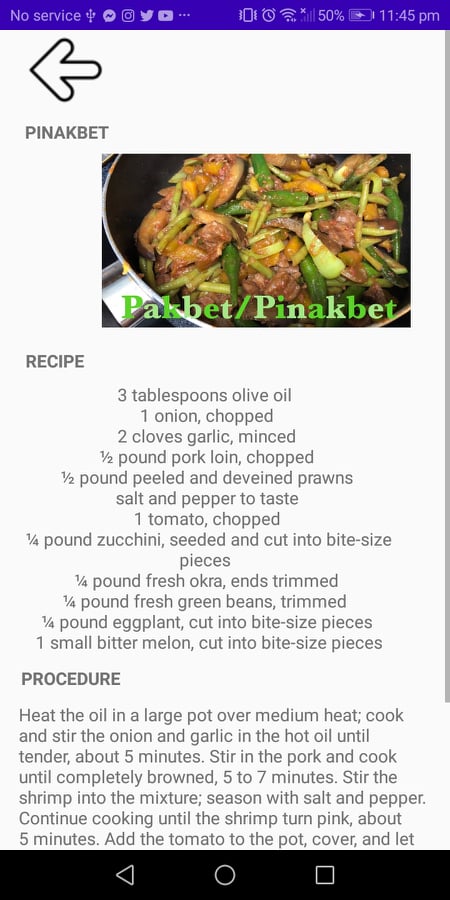 No service ··· 50% 11:45 pm
PINAKBET
Pakbet/Pinakbet
RECIPE
3 tablespoons olive oil
1 onion, chopped
2 cloves garlic, minced
½ pound pork loin, chopped
½ pound peeled and deveined prawns
salt and pepper to taste
1 tomato, chopped
¼ pound zucchini, seeded and cut into bite-size
pieces
¼ pound fresh okra, ends trimmed
¼ pound fresh green beans, trimmed
¼ pound eggplant, cut into bite-size pieces
1 small bitter melon, cut into bite-size pieces
PROCEDURE
Heat the oil in a large pot over medium heat; cook
and stir the onion and garlic in the hot oil until
tender, about 5 minutes. Stir in the pork and cook
until completely browned, 5 to 7 minutes. Stir the
shrimp into the mixture; season with salt and pepper.
Continue cooking until the shrimp turn pink, about
5 minutes. Add the tomato to the pot, cover, and let